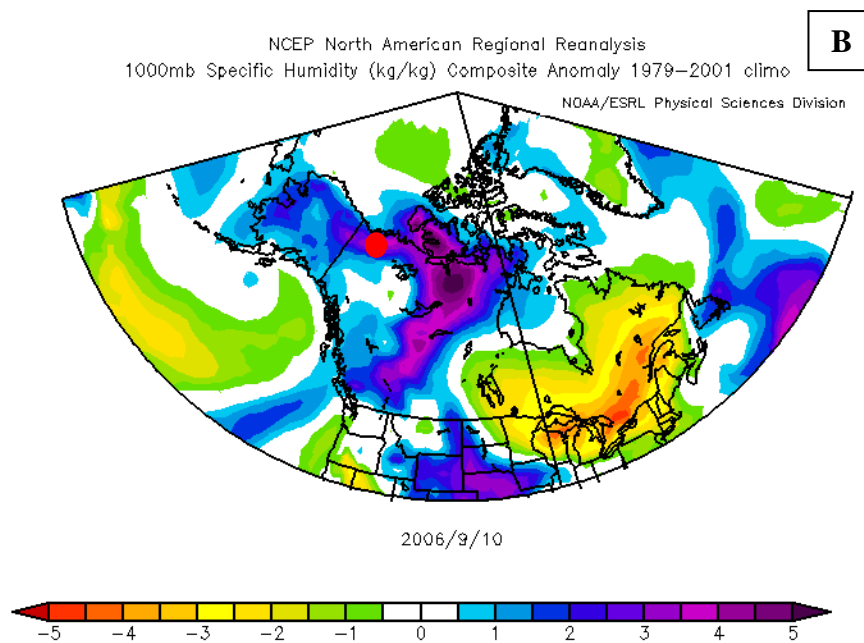 B
NCEP North American Regional Reanalysis
1000mb Specific Humidity (kg/kg) Composite Anomaly 1979-2001 climo
NOAA/ESRL Physical Sciences Division
2006/9/10
-5 -4 -3 -2 -1 0 1 2 3 4 5